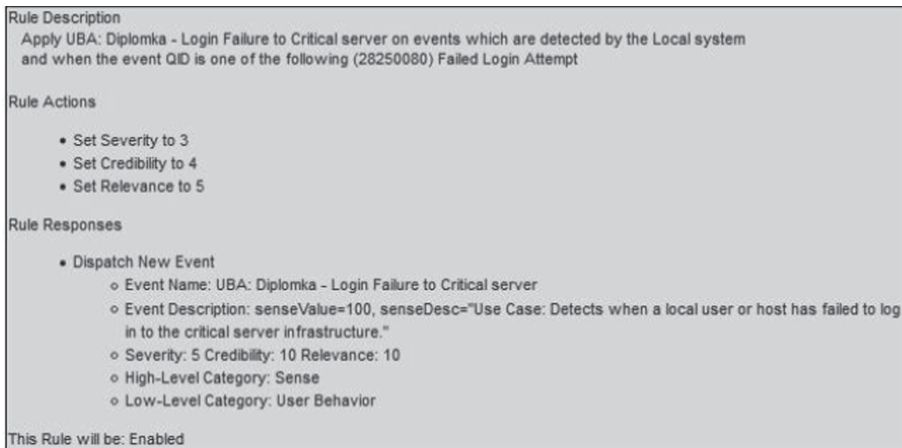 Rule Description
Apply UBA: Diplomka - Login Failure to Critical server on events which are detected by the Local system
and when the event QID is one of the following (28250080) Failed Login Attempt
Rule Actions
• Set Severity to 3
• Set Credibility to 4
• Set Relevance to 5
Rule Responses
• Dispatch New Event
○ Event Name: UBA: Diplomka - Login Failure to Critical server
○ Event Description: senseValue=100, senseDesc="Use Case: Detects when a local user or host has failed to log
in to the critical server infrastructure."
○ Severity: 5 Credibility: 10 Relevance: 10
○ High-Level Category: Sense
○ Low-Level Category: User Behavior
This Rule will be: Enabled